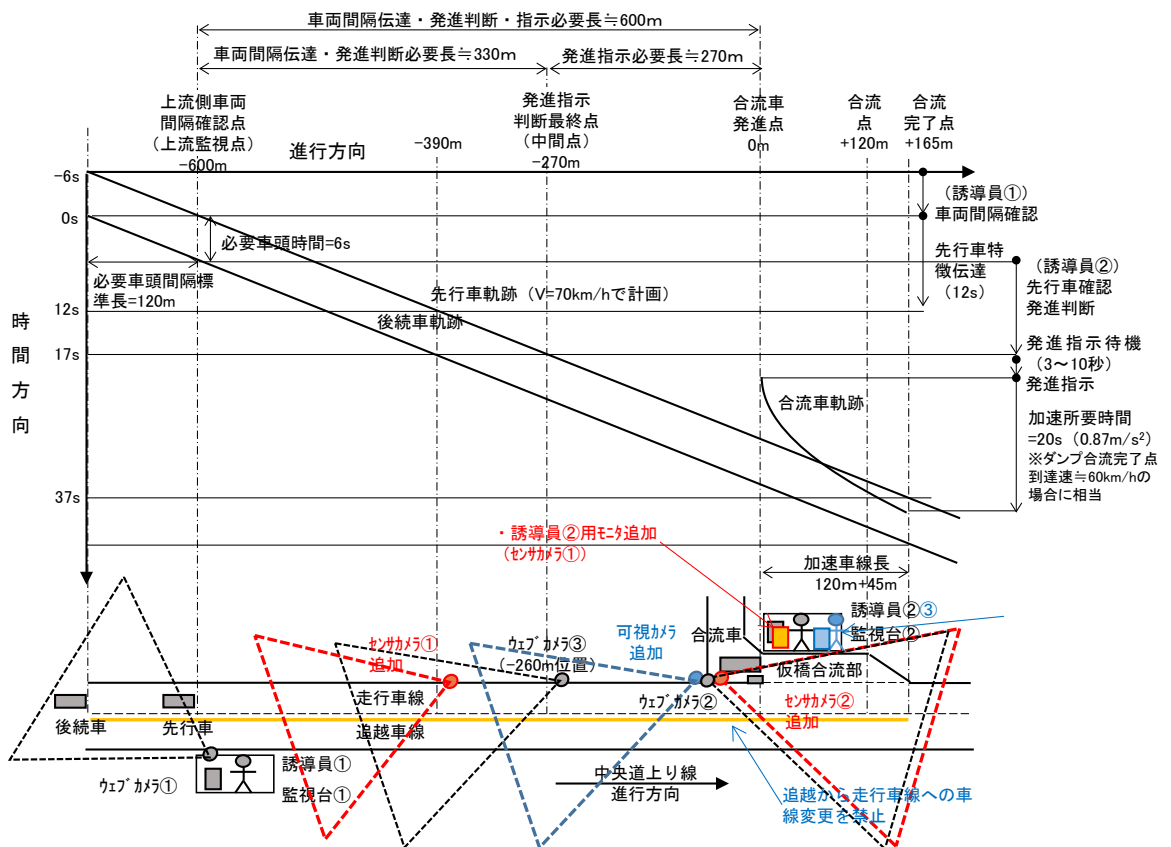 車両間隔伝達・発進判断・指示必要長≒600m
車両間隔伝達・発進判断必要長≒330m
発進指示必要長≒270m
上流側車両
間隔確認点
(上流監視点)
-600m
進行方向
-390m
発進指示
判断最終点
(中間点)
-270m
合流車
発進点
0m
合流
点
+120m
合流
完了点
+165m
-6s
0s
12s
17s
37s
時間方向
必要車頭時間=6s
必要車頭間隔標
準長=120m
先行車軌跡(V=70km/hで計画)
後続車軌跡
合流車軌跡
(誘導員①)
車両間隔確認
先行車特
徴伝達
(12s)
(誘導員②)
先行車確認
発進判断
発進指示待機
(3~10秒)
発進指示
加速所要時間
=20s(0.87m/s²)
※ダンプ合流完了点
到達速≒60km/hの
場合に相当
・誘導員②用モニタ追加
(センサカメラ①)
加速車線長
120m+45m
誘導員②③
監視台②
合流車
仮橋合流部
センサカメラ①
追加
ウェブカメラ③
(-260m位置)
可視カメラ
追加
ウェブカメラ②
センサカメラ②
追加
走行車線
追越車線
後続車
先行車
ウェブカメラ①
誘導員①
監視台①
中央道上り線
進行方向
追越から走行車線への車
線変更を禁止